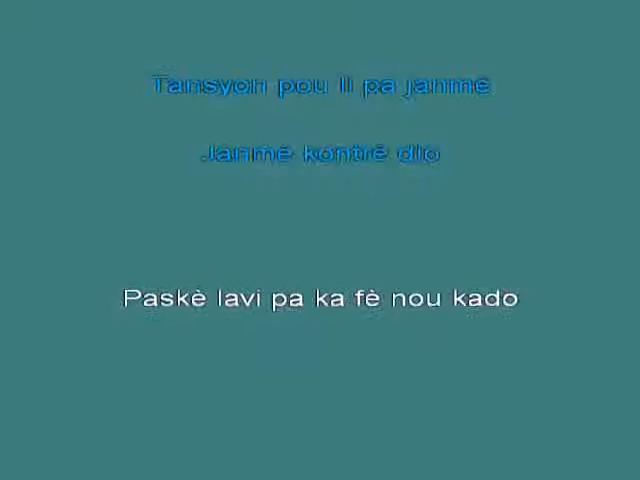 Tansyon pou li pa janmè
Janmè kontrè dlo
Paskè lavi pa ka fè nou kado